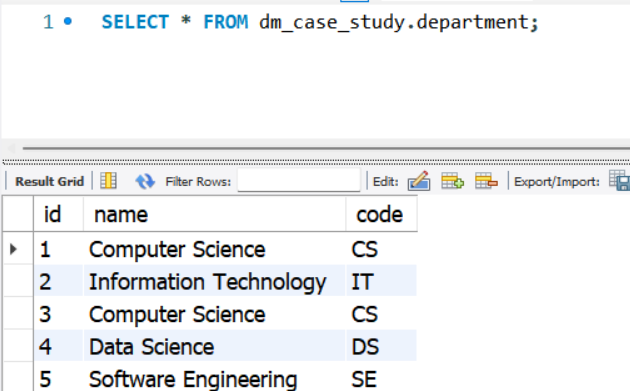 1 SELECT * FROM dm_case_study.department;
Result Grid Filter Rows: Edit: Export/Import:
id name code
1 Computer Science CS
2 Information Technology IT
3 Computer Science CS
4 Data Science DS
5 Software Engineering SE